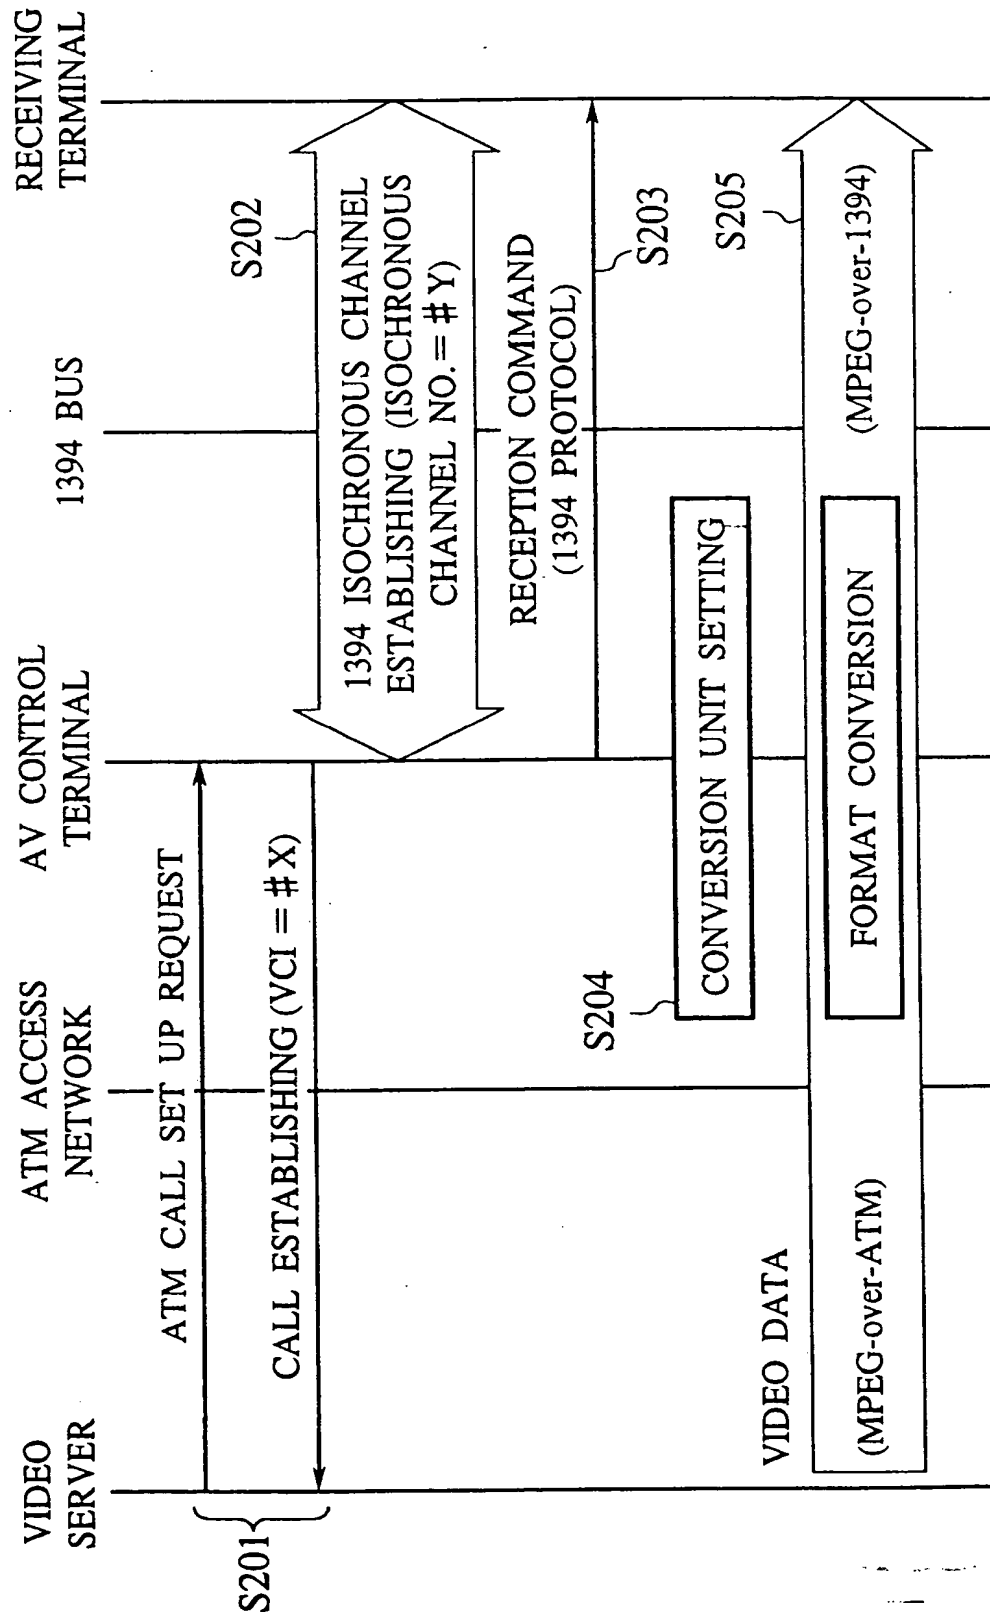 VIDEO
SERVER
ATM ACCESS
NETWORK
AV CONTROL
TERMINAL
1394 BUS
RECEIVING
TERMINAL
S201
ATM CALL SET UP REQUEST
CALL ESTABLISHING (VCI = #X)
S202
1394 ISOCHRONOUS CHANNEL
ESTABLISHING (ISOCHRONOUS
CHANNEL NO. = #Y)
RECEPTION COMMAND
(1394 PROTOCOL)
S203
S204
CONVERSION UNIT SETTING
VIDEO DATA
S205
(MPEG-over-ATM)
FORMAT CONVERSION
(MPEG-over-1394)